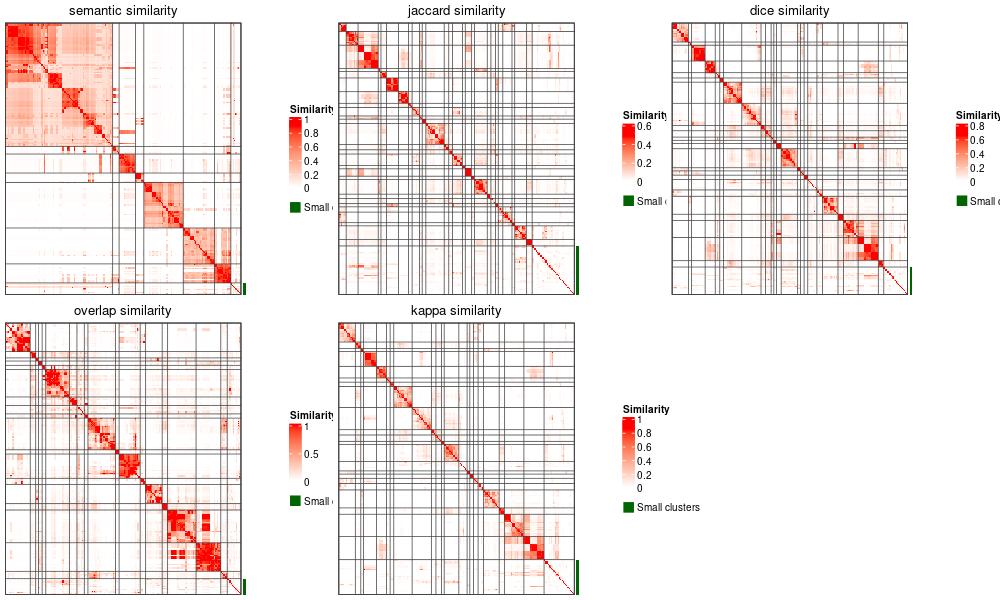 semantic similarity
jaccard similarity
dice similarity
Similarity
1
0.8
0.6
0.4
0.2
0
Small
Similarity
0.6
0.4
0.2
0
Small
Similarity
0.8
0.6
0.4
0.2
0
Small
overlap similarity
kappa similarity
Similarity
1
0.5
0
Small
Similarity
1
0.8
0.6
0.4
0.2
0
Small clusters